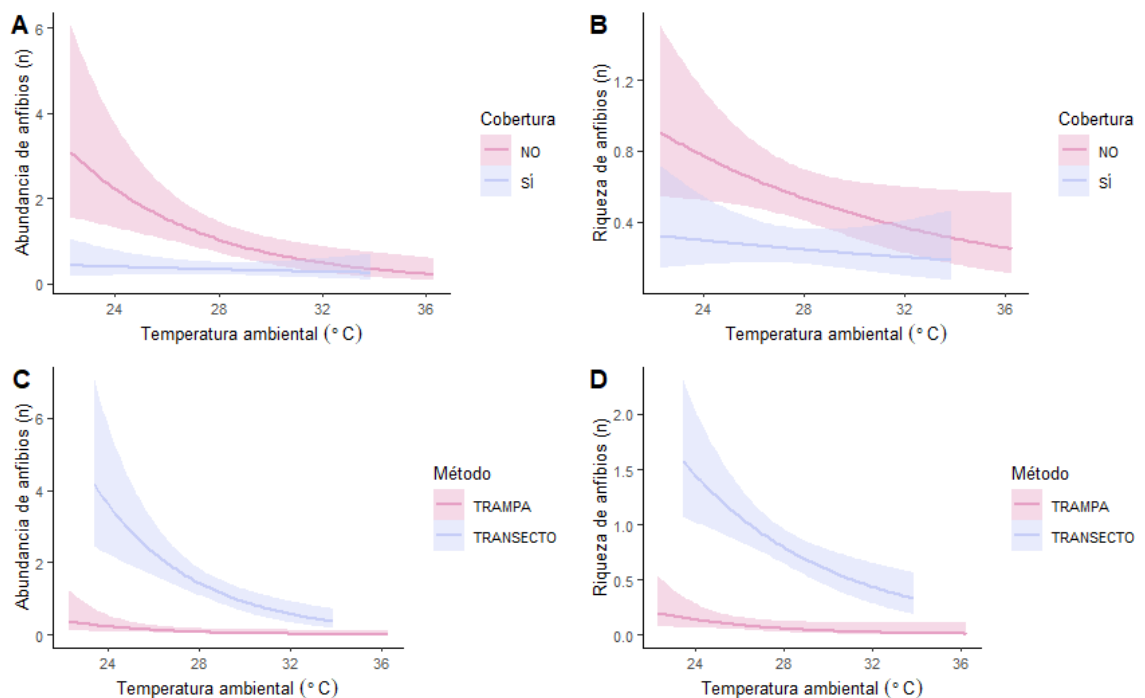 A
Abundancia de anfibios (n)
6
4
2
0
24 28 32 36
Temperatura ambiental (°C)
Cobertura
NO
SÍ
B
Riqueza de anfibios (n)
1.2
0.8
0.4
24 28 32 36
Temperatura ambiental (°C)
Cobertura
NO
SÍ
C
Abundancia de anfibios (n)
6
4
2
0
24 28 32 36
Temperatura ambiental (°C)
Método
TRAMPA
TRANSECTO
D
Riqueza de anfibios (n)
2.0
1.5
1.0
0.5
0.0
24 28 32 36
Temperatura ambiental (°C)
Método
TRAMPA
TRANSECTO